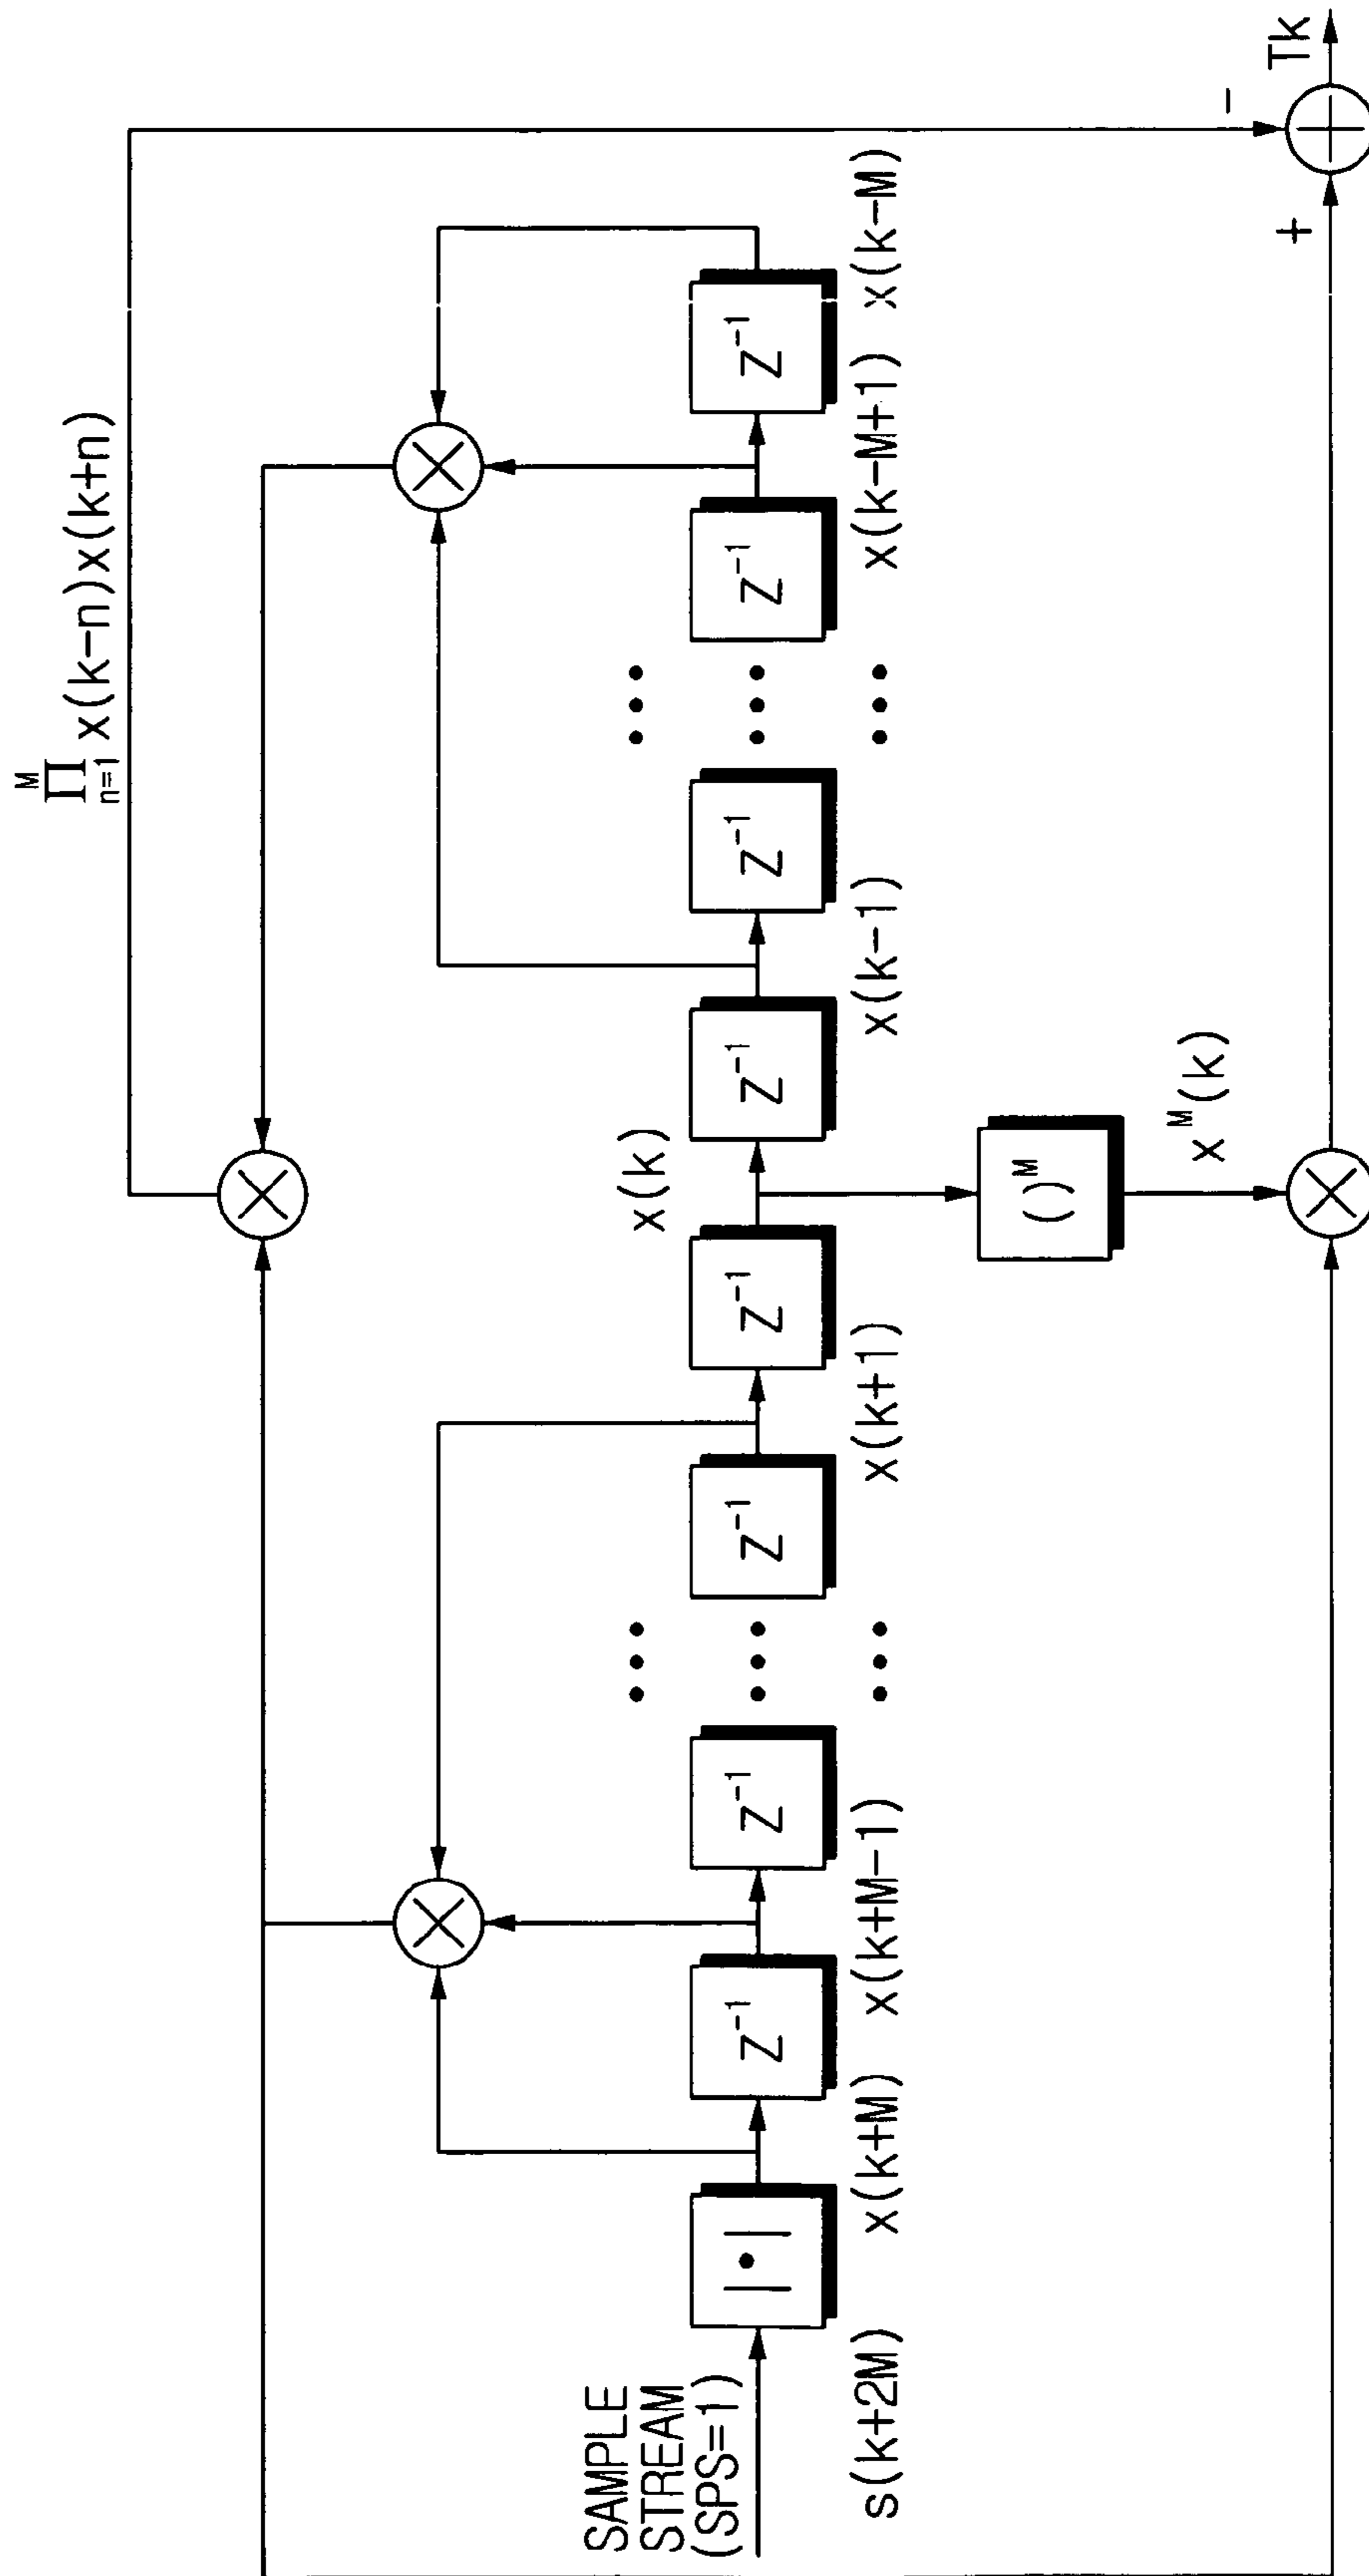 M
∏ x(k-n)x(k+n)
n=1
x(k)
SAMPLE
STREAM
(SPS=1)
|•|
Z⁻¹
Z⁻¹
•••
Z⁻¹
Z⁻¹
Z⁻¹
Z⁻¹
•••
Z⁻¹
Z⁻¹
s(k+2M)
x(k+M)
x(k+M-1)
x(k+1)
x(k-1)
x(k-M+1)
x(k-M)
( )ᴹ
xᴹ(k)
-
+
Tk